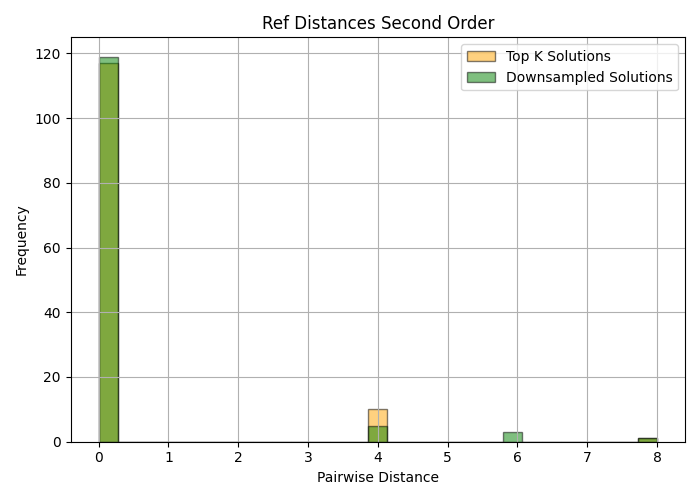 Ref Distances Second Order
Top K Solutions
Downsampled Solutions
120
100
80
60
40
20
0
Frequency
0 1 2 3 4 5 6 7 8
Pairwise Distance